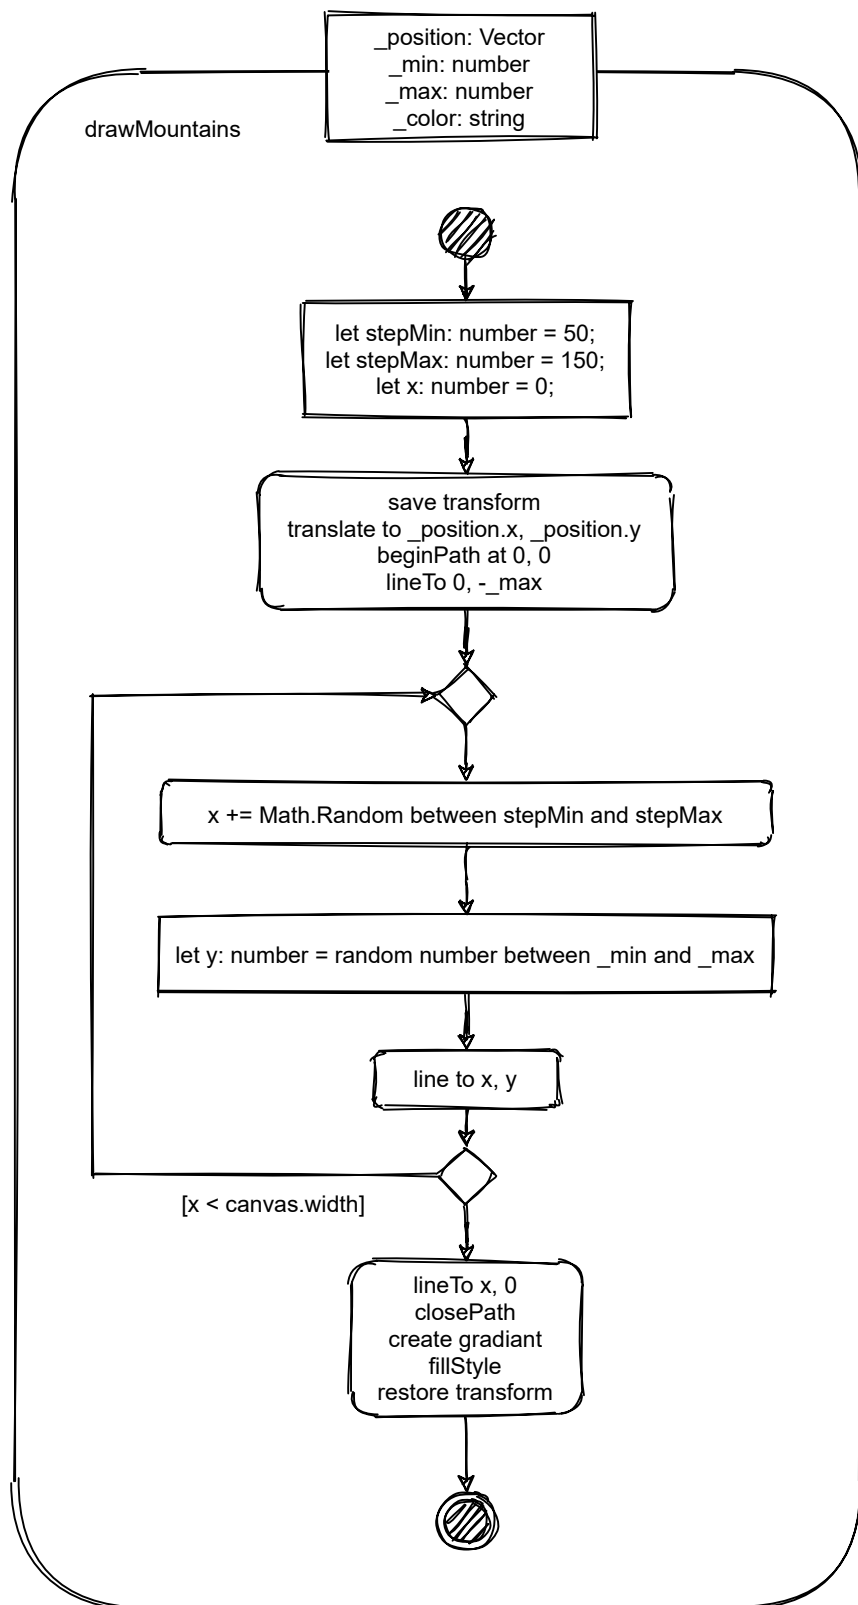 _position: Vector
_min: number
_max: number
_color: string
drawMountains
let stepMin: number = 50;
let stepMax: number = 150;
let x: number = 0;
save transform
translate to _position.x, _position.y
beginPath at 0, 0
lineTo 0, -_max
x += Math.Random between stepMin and stepMax
let y: number = random number between _min and _max
line to x, y
[x < canvas.width]
lineTo x, 0
closePath
create gradiant
fillStyle
restore transform